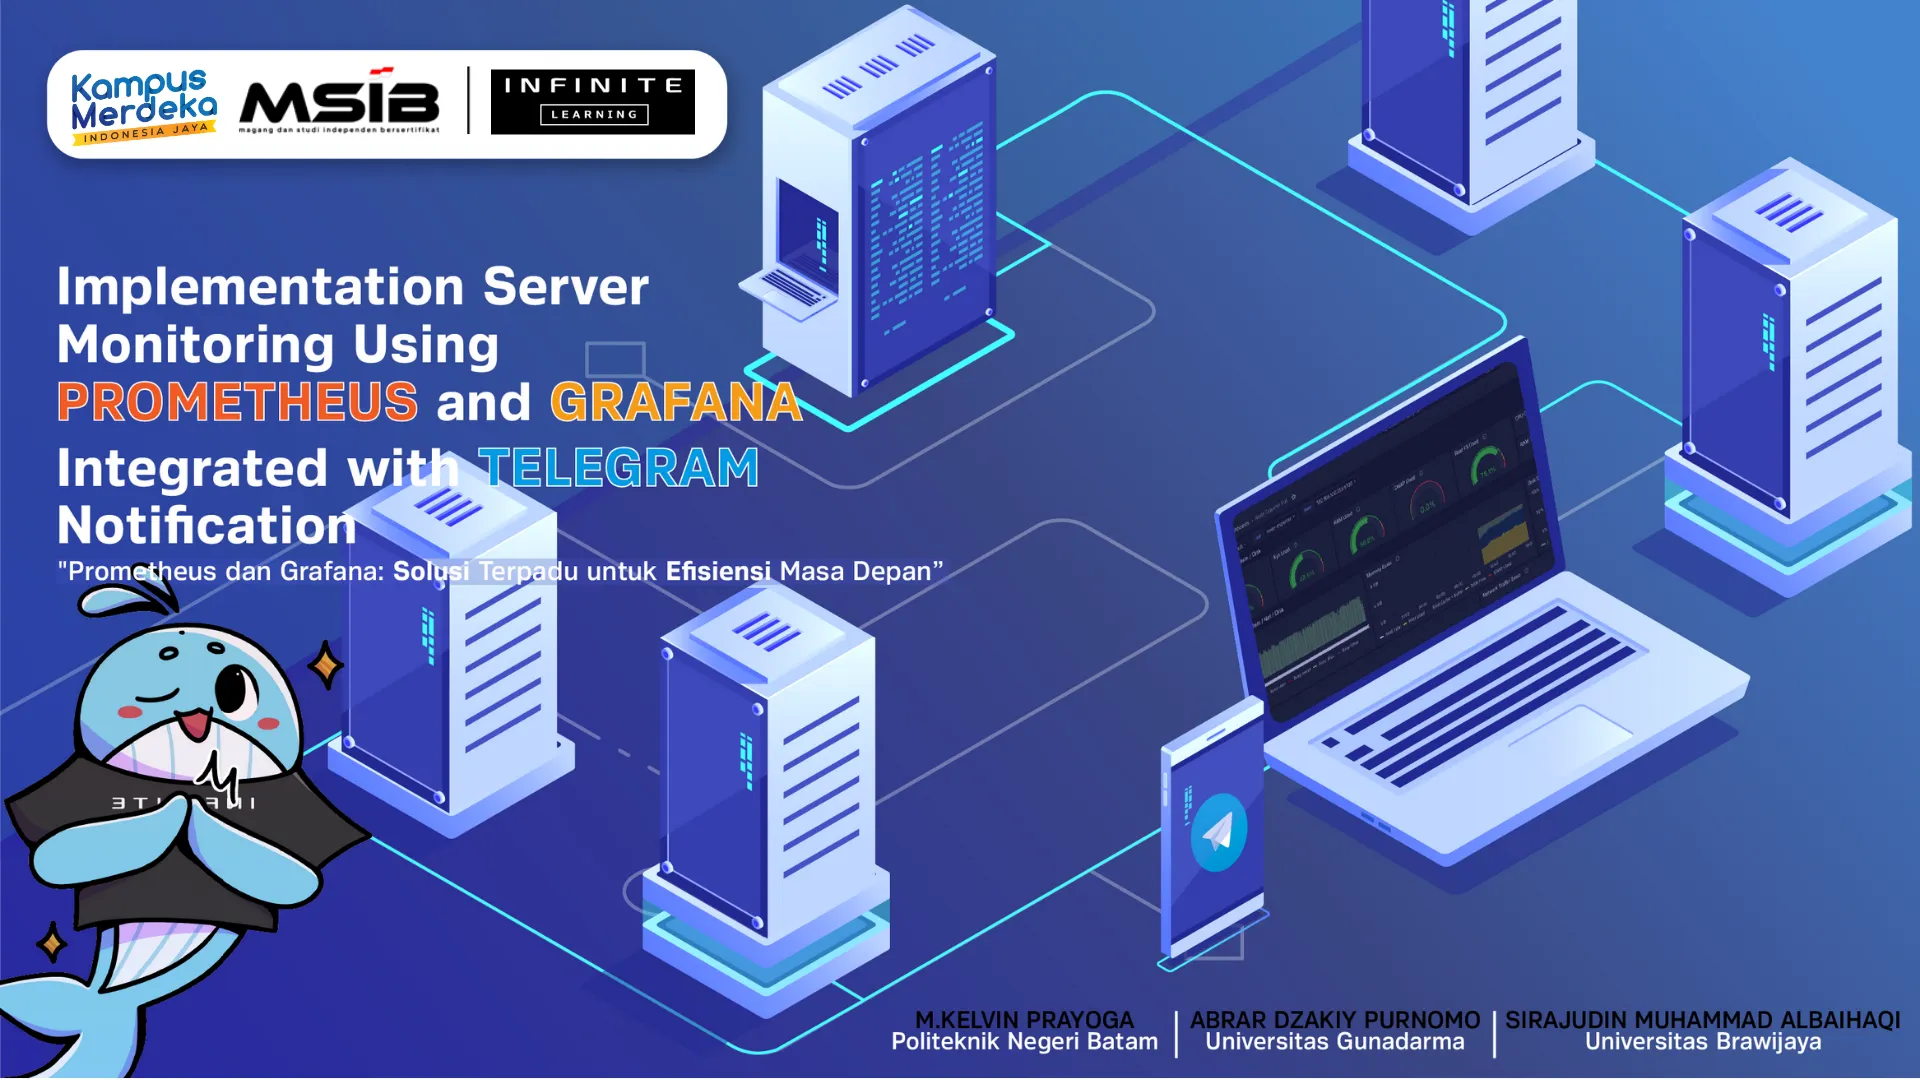 Kampus
Merdeka
INDONESIA JAYA
MSIB
magang dan studi independen bersertifikat
INFINITE
LEARNING
Implementation Server
Monitoring Using
PROMETHEUS and GRAFANA
Integrated with TELEGRAM
Notification
"Prometheus dan Grafana: Solusi Terpadu untuk Efisiensi Masa Depan”
M.KELVIN PRAYOGA
Politeknik Negeri Batam
ABRAR DZAKIY PURNOMO
Universitas Gunadarma
SIRAJUDIN MUHAMMAD ALBAIHAQI
Universitas Brawijaya